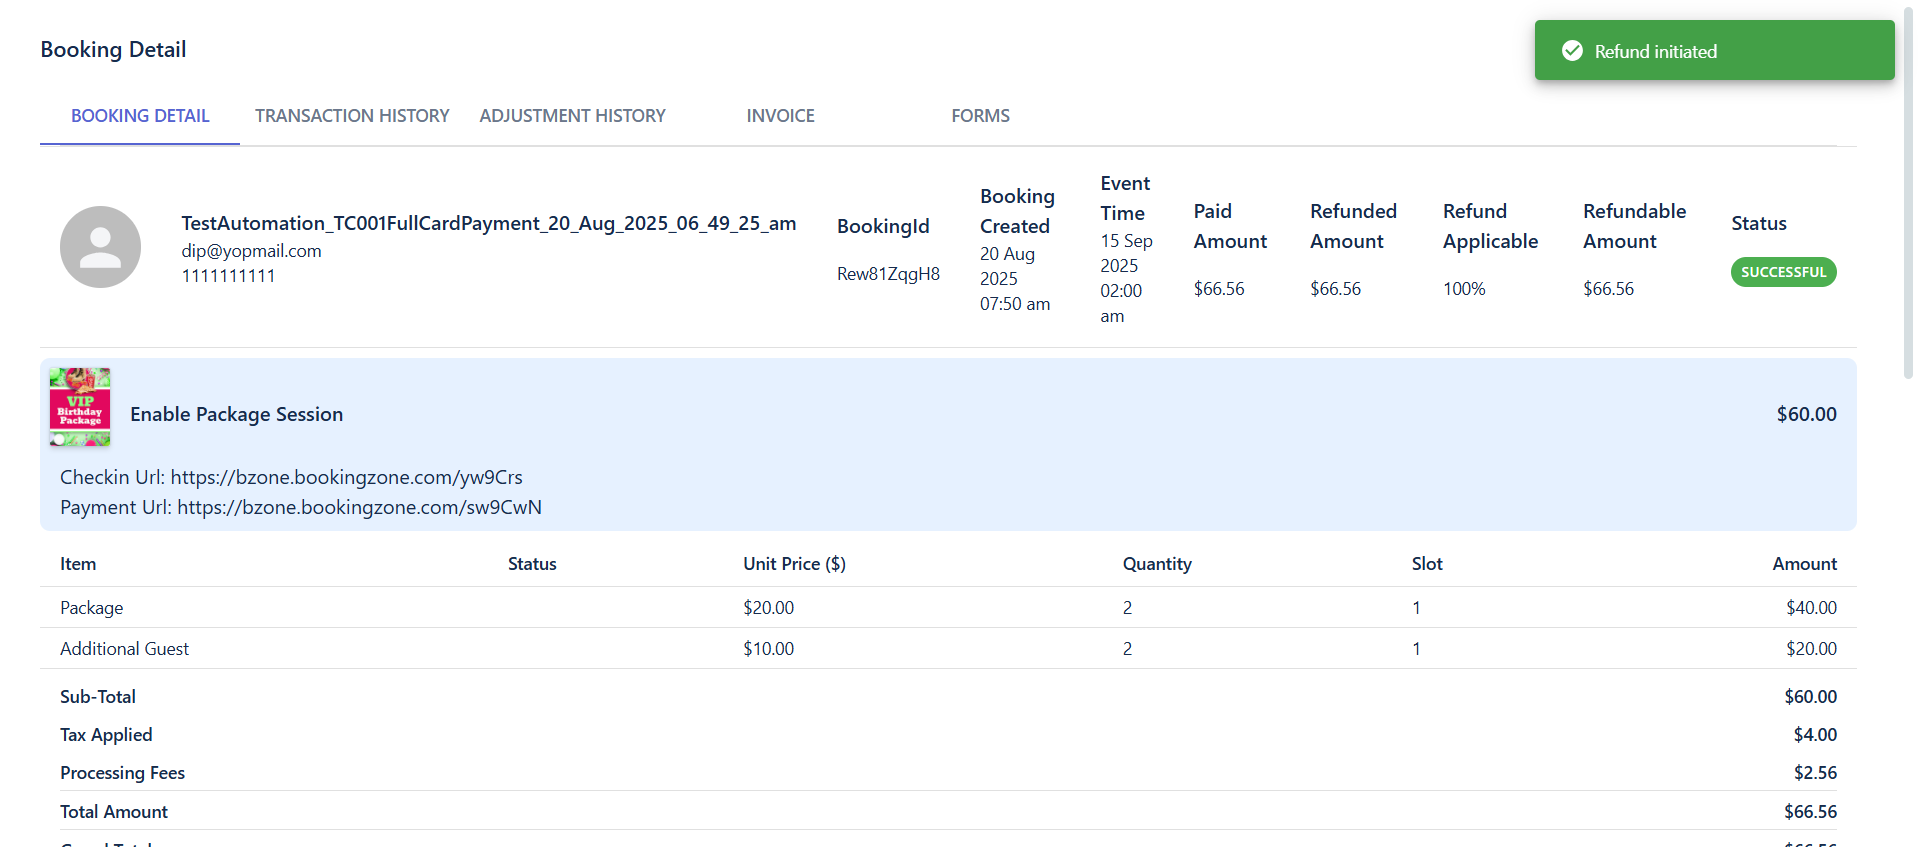 Booking Detail
Refund initiated
BOOKING DETAIL TRANSACTION HISTORY ADJUSTMENT HISTORY INVOICE FORMS
TestAutomation_TC001FullCardPayment_20_Aug_2025_06_49_25_am
dip@yopmail.com
1111111111
BookingId
Rew81ZqgH8
Booking
Created
20 Aug
2025
07:50 am
Event
Time
15 Sep
2025
02:00
am
Paid
Amount
$66.56
Refunded
Amount
$66.56
Refund
Applicable
100%
Refundable
Amount
$66.56
Status
SUCCESSFUL
VIP
Birthday
Package
Enable Package Session $60.00
Checkin Url: https://bzone.bookingzone.com/yw9Crs
Payment Url: https://bzone.bookingzone.com/sw9CwN
Item Status Unit Price ($) Quantity Slot Amount
Package $20.00 2 1 $40.00
Additional Guest $10.00 2 1 $20.00
Sub-Total $60.00
Tax Applied $4.00
Processing Fees $2.56
Total Amount $66.56